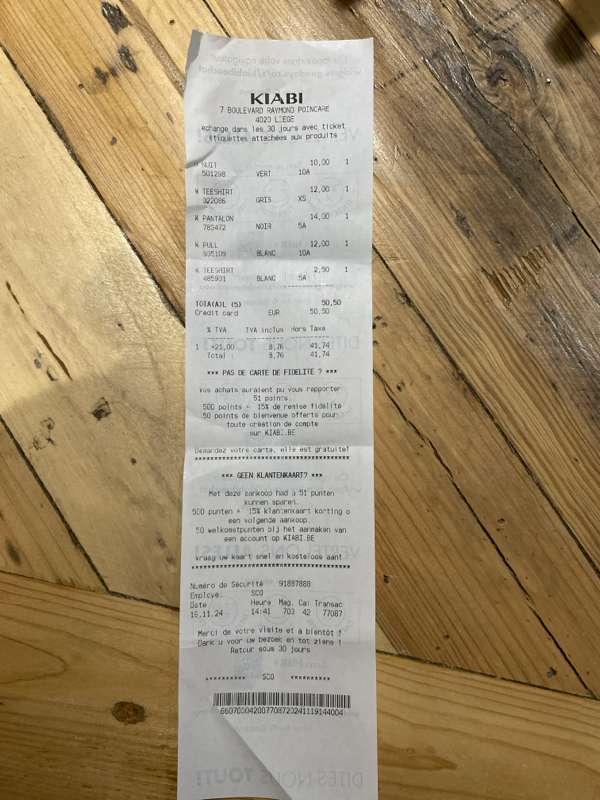 KIABI
7 BOULEVARD RAYMOND POINCARE
4020 LIEGE
échange dans les 30 jours avec ticket
étiquettes attachées aux produits
NUIT 10,00 1
501298 VERT 10A
W TEESHIRT 12,00 1
322086 GRIS XS
K PANTALON 14,00 1
783472 NOIR 5A
K PULL 12,00 1
935109 BLANC 10A
K TEESHIRT 2,50 1
485931 BLANC 5A
TOTA(A)L (5) 50,50
Credit card EUR 50,50
% TVA TVA inclus Hors Taxe
1 =21,00 8,76 41,74
Total : 8,76 41,74
*** PAS DE CARTE DE FIDELITE ? ***
Vos achats auraient pu vous rapporter
51 points.
500 points = 15% de remise fidélité
50 points de bienvenue offerts pour
toute création de compte
sur KIABI.BE
Demandez votre carte, elle est gratuite!
*** GEEN KLANTENKAART? ***
Met deze aankoop had u 51 punten
kunnen sparen.
500 punten = 15% klantenkaart korting o
een volgende aankoop.
50 welkomstpunten bij het aanmaken van
een account op KIABI.BE
Vraag uw kaart snel en kosteloos aan!
Numéro de Sécurité 91887888
Employé. SCO
Date Heure Mag. Cai Transac
19.11.24 14:41 703 42 77087
Merci de votre visite et à bientôt !
Dank u voor uw bezoek en tot ziens !
Retour sous 30 jours
********** SCO **********
660703042007708720241119144004